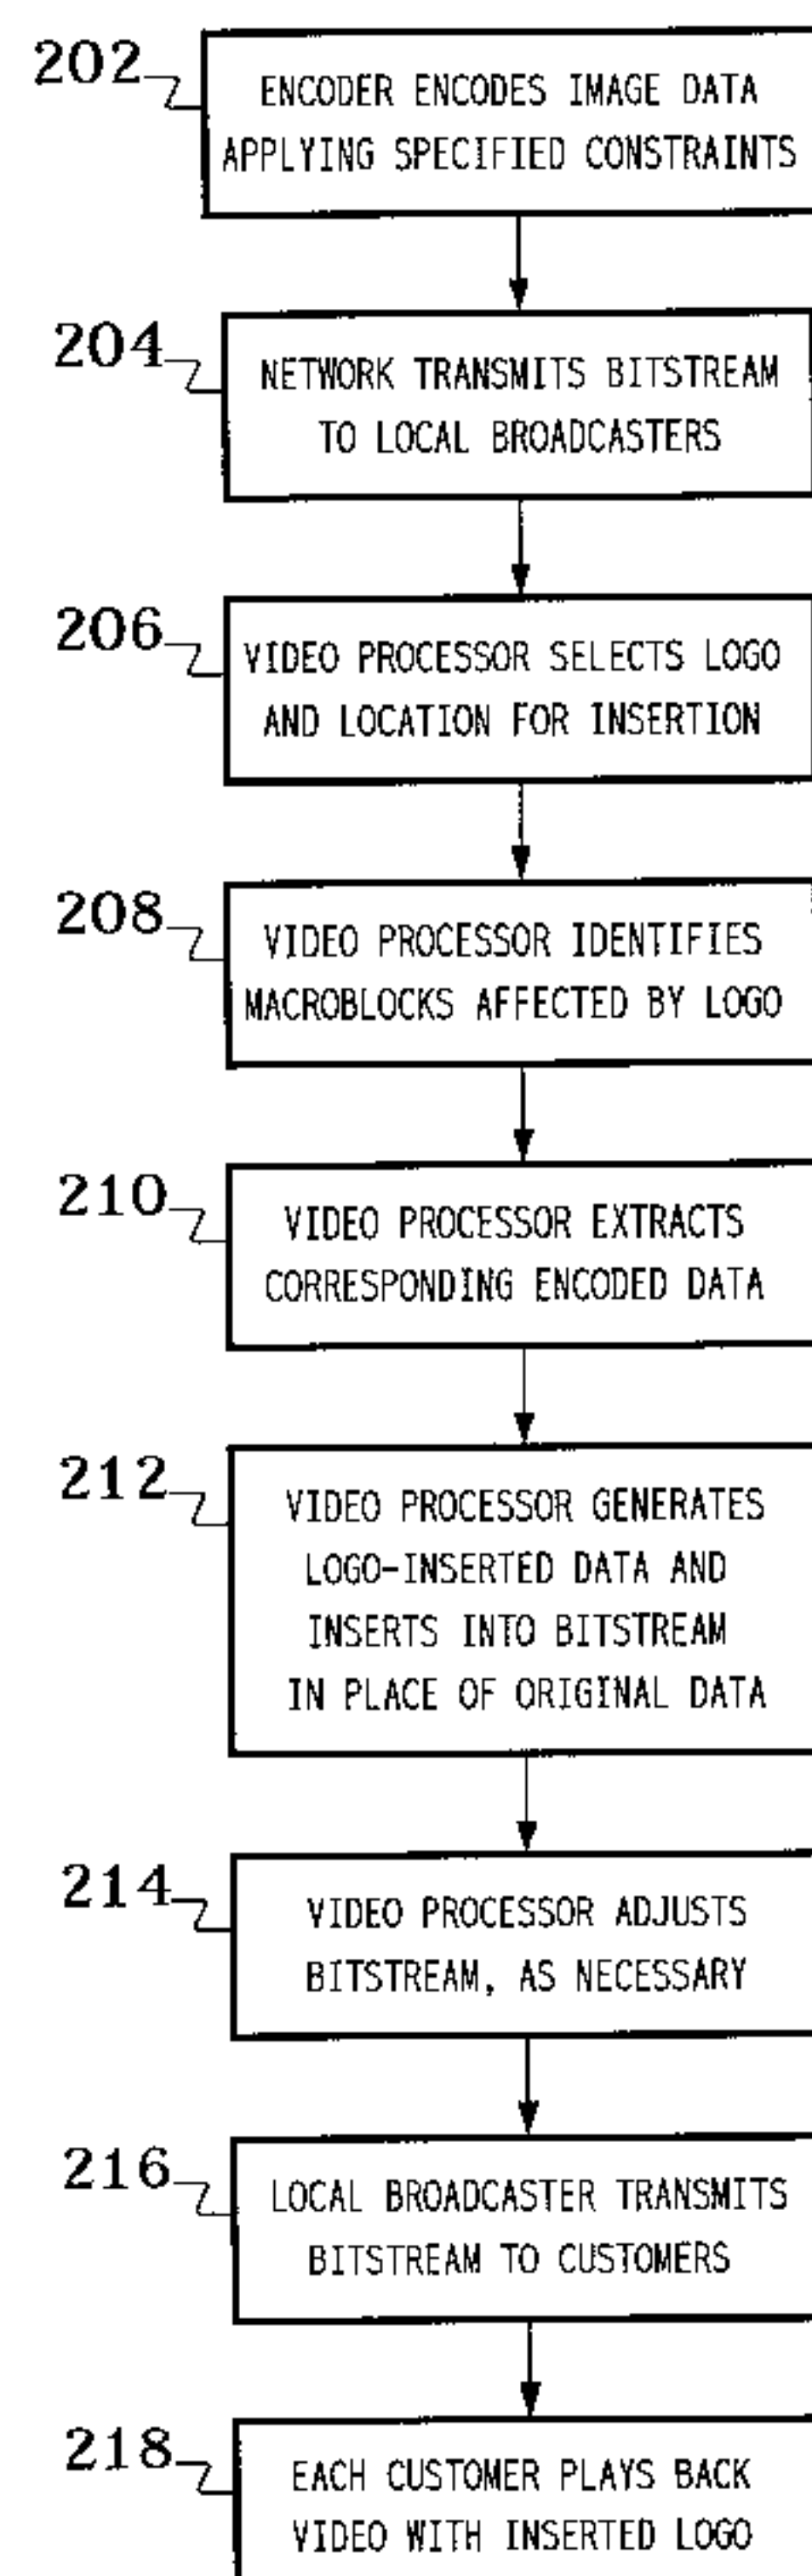 202
ENCODER ENCODES IMAGE DATA
APPLYING SPECIFIED CONSTRAINTS
204
NETWORK TRANSMITS BITSTREAM
TO LOCAL BROADCASTERS
206
VIDEO PROCESSOR SELECTS LOGO
AND LOCATION FOR INSERTION
208
VIDEO PROCESSOR IDENTIFIES
MACROBLOCKS AFFECTED BY LOGO
210
VIDEO PROCESSOR EXTRACTS
CORRESPONDING ENCODED DATA
212
VIDEO PROCESSOR GENERATES
LOGO-INSERTED DATA AND
INSERTS INTO BITSTREAM
IN PLACE OF ORIGINAL DATA
214
VIDEO PROCESSOR ADJUSTS
BITSTREAM, AS NECESSARY
216
LOCAL BROADCASTER TRANSMITS
BITSTREAM TO CUSTOMERS
218
EACH CUSTOMER PLAYS BACK
VIDEO WITH INSERTED LOGO